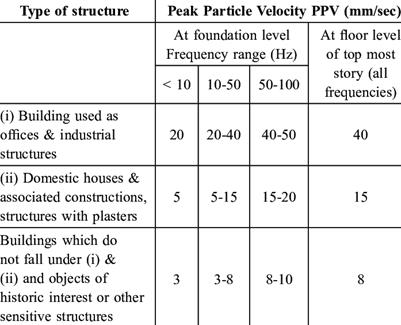 Type of structure Peak Particle Velocity PPV (mm/sec)
At foundation level
Frequency range (Hz)
At floor level
of top most
story (all
frequencies)
< 10 10-50 50-100
(i) Building used as
offices & industrial
structures
20 20-40 40-50 40
(ii) Domestic houses &
associated constructions,
structures with plasters
5 5-15 15-20 15
Buildings which do
not fall under (i) &
(ii) and objects of
historic interest or other
sensitive structures
3 3-8 8-10 8